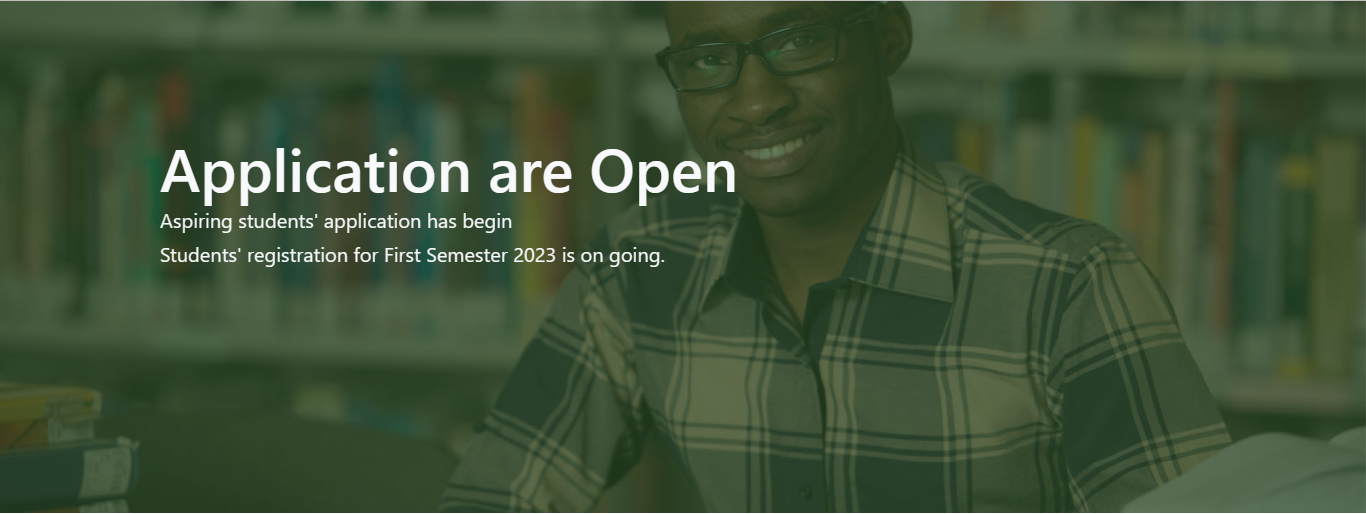 Application are Open
Aspiring students' application has begin
Students' registration for First Semester 2023 is on going.